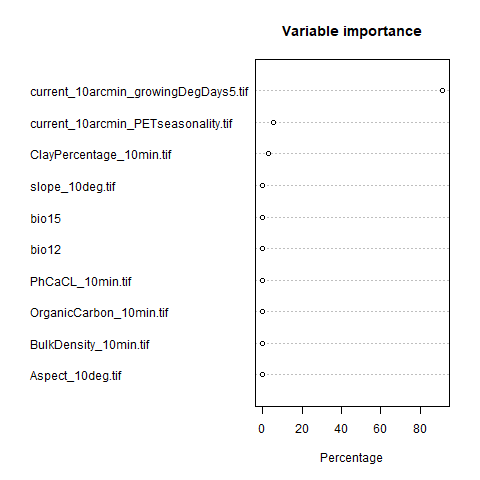 Variable importance
current_10arcmin_growingDegDays5.tif
current_10arcmin_PETseasonality.tif
ClayPercentage_10min.tif
slope_10deg.tif
bio15
bio12
PhCaCL_10min.tif
OrganicCarbon_10min.tif
BulkDensity_10min.tif
Aspect_10deg.tif
0 20 40 60 80
Percentage